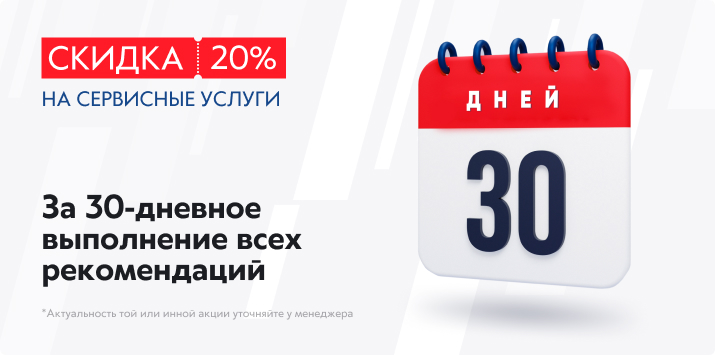 СКИДКА 20%
НА СЕРВИСНЫЕ УСЛУГИ
За 30-дневное
выполнение всех
рекомендаций
*Актуальность той или инной акции уточняйте у менеджера
ДНЕЙ
30